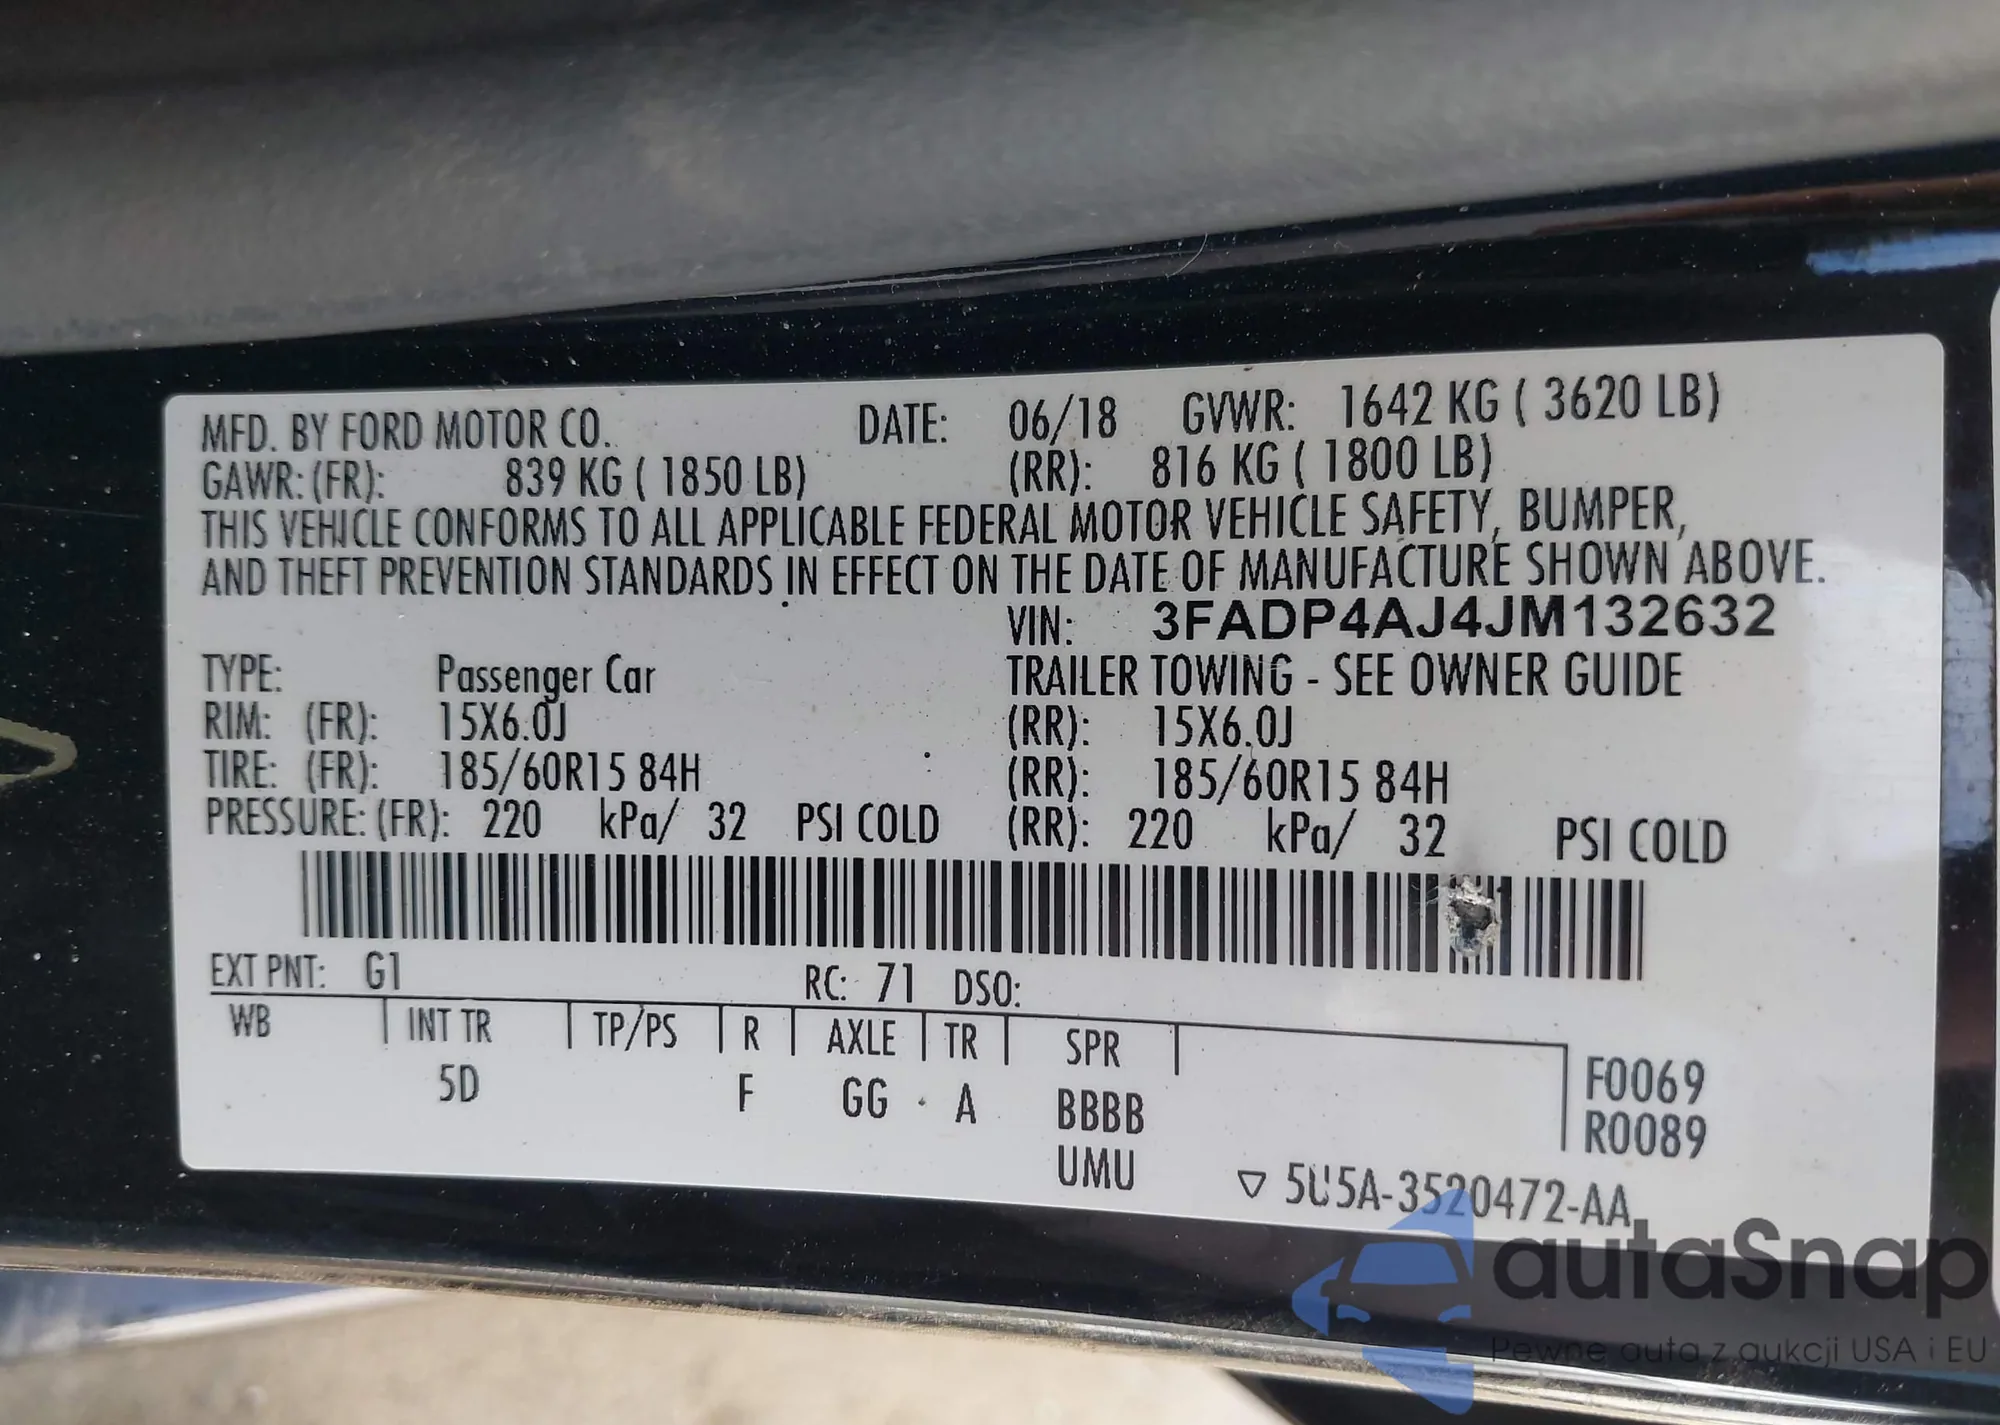 MFD. BY FORD MOTOR CO. DATE: 06/18 GVWR: 1642 KG ( 3620 LB)
GAWR: (FR): 839 KG ( 1850 LB) (RR): 816 KG ( 1800 LB)
THIS VEHICLE CONFORMS TO ALL APPLICABLE FEDERAL MOTOR VEHICLE SAFETY, BUMPER,
AND THEFT PREVENTION STANDARDS IN EFFECT ON THE DATE OF MANUFACTURE SHOWN ABOVE.
VIN: 3FADP4AJ4JM132632
TYPE: Passenger Car TRAILER TOWING - SEE OWNER GUIDE
RIM: (FR): 15X6.0J (RR): 15X6.0J
TIRE: (FR): 185/60R15 84H (RR): 185/60R15 84H
PRESSURE: (FR): 220 kPa/ 32 PSI COLD (RR): 220 kPa/ 32 PSI COLD
EXT PNT: G1 RC: 71 DSO:
WB INT TR TP/PS R AXLE TR SPR
5D F GG A BBBB
UMU
F0069
R0089
▽ 5U5A-3520472-AA
autaSnap
Pewne auta z aukcji USA i EU